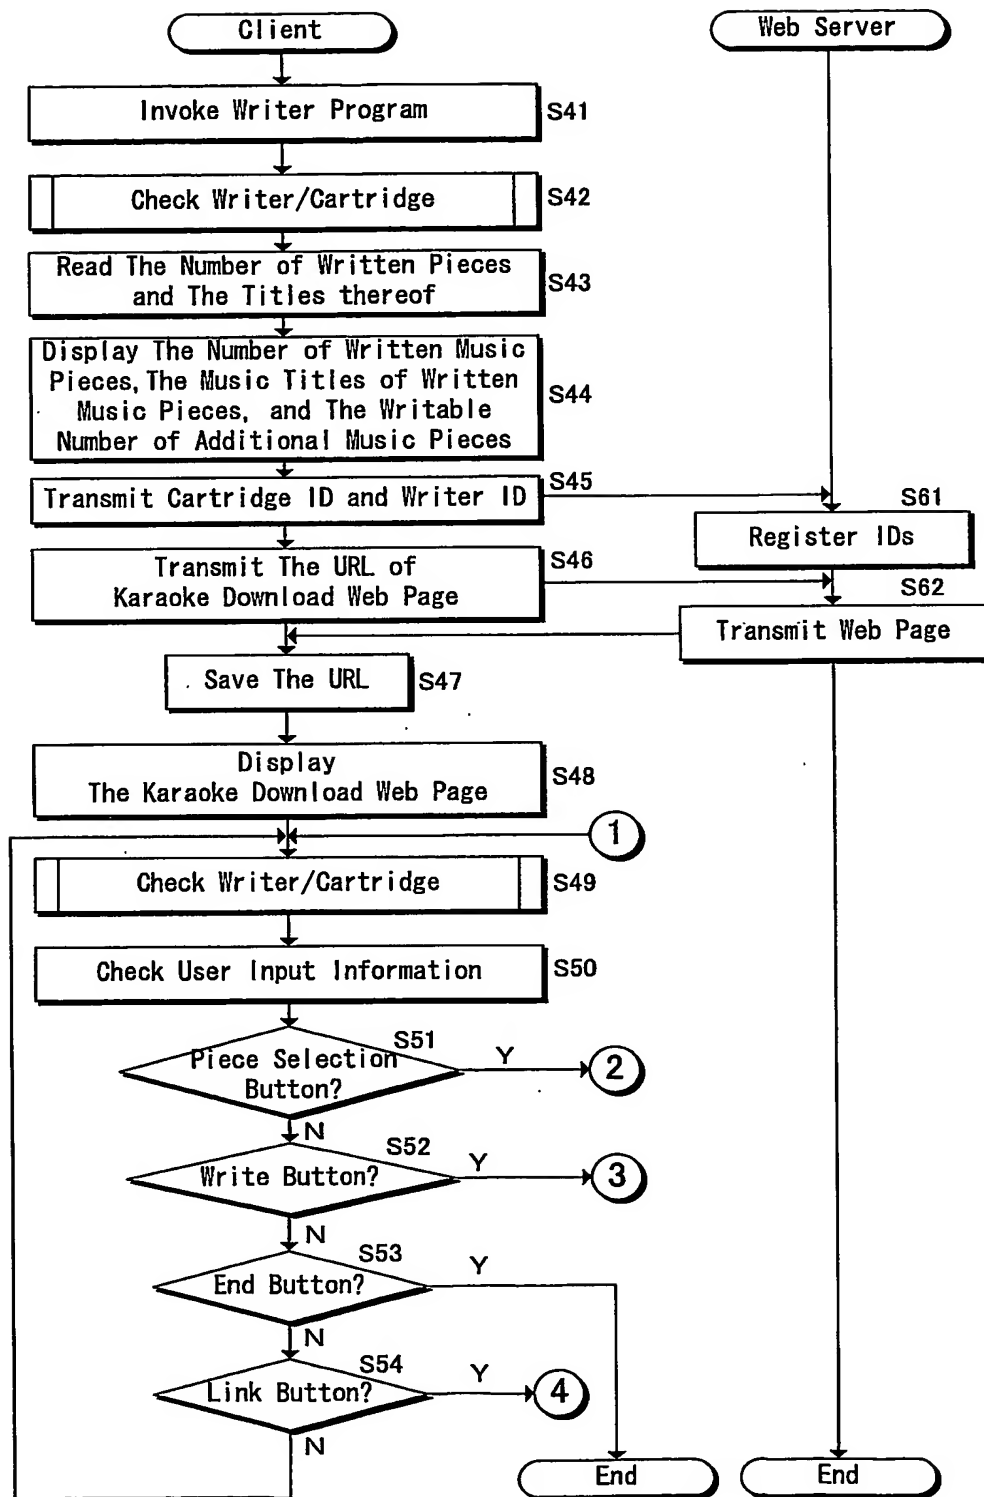 Client
Web Server
Invoke Writer Program
S41
Check Writer/Cartridge
S42
Read The Number of Written Pieces
and The Titles thereof
S43
Display The Number of Written Music
Pieces, The Music Titles of Written
Music Pieces, and The Writable
Number of Additional Music Pieces
S44
Transmit Cartridge ID and Writer ID
S45
S61
Register IDs
Transmit The URL of
Karaoke Download Web Page
S46
S62
Transmit Web Page
Save The URL
S47
Display
The Karaoke Download Web Page
S48
1
Check Writer/Cartridge
S49
Check User Input Information
S50
S51
Piece Selection
Button?
Y
2
N
S52
Write Button?
Y
3
N
S53
End Button?
Y
N
S54
Link Button?
Y
4
N
End
End